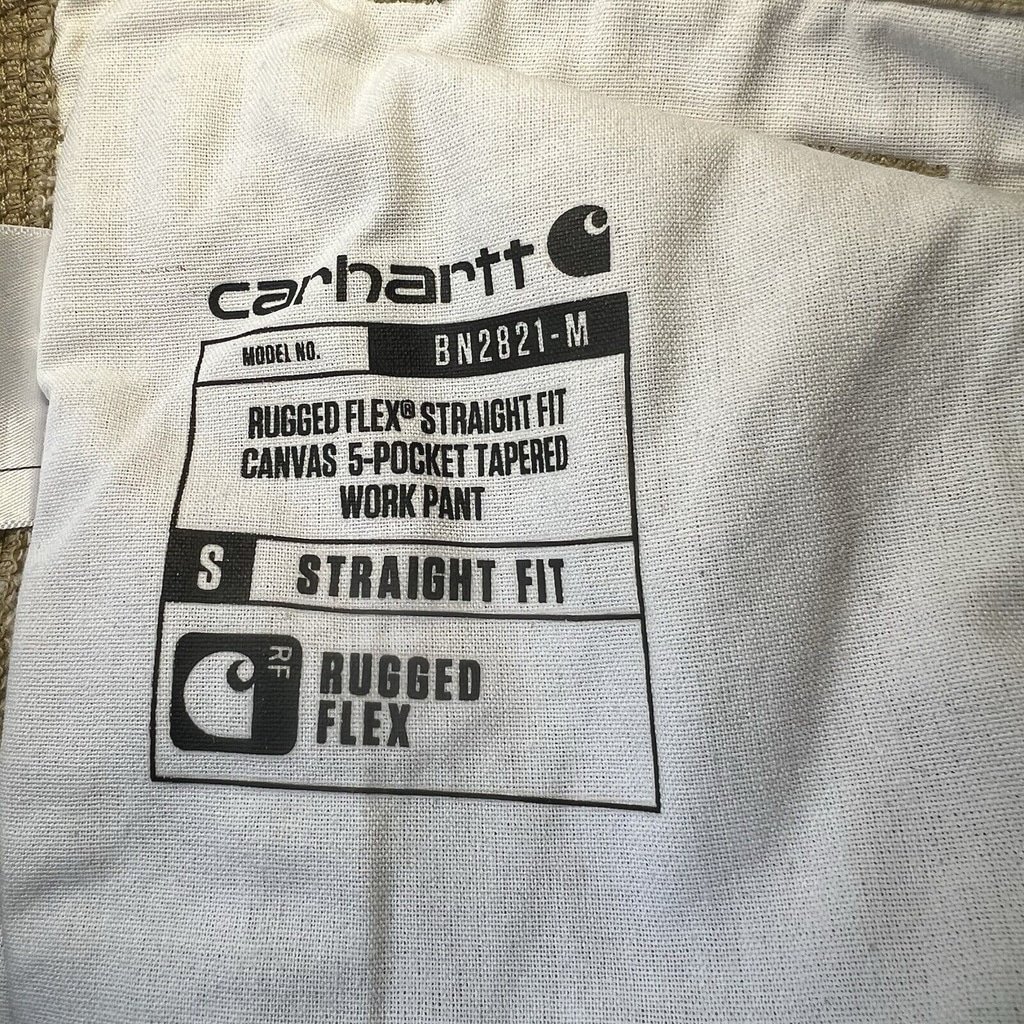 carhartt
MODEL NO. BN2821-M
RUGGED FLEX® STRAIGHT FIT
CANVAS 5-POCKET TAPERED
WORK PANT
S STRAIGHT FIT
RF
RUGGED
FLEX